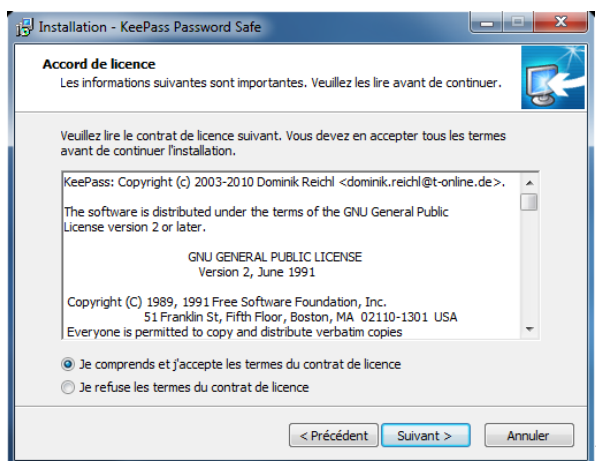 Installation - KeePass Password Safe
Accord de licence
Les informations suivantes sont importantes. Veuillez les lire avant de continuer.
Veuillez lire le contrat de licence suivant. Vous devez en accepter tous les termes
avant de continuer l'installation.
KeePass: Copyright (c) 2003-2010 Dominik Reichl <dominik.reichl@t-online.de>.
The software is distributed under the terms of the GNU General Public
License version 2 or later.
GNU GENERAL PUBLIC LICENSE
Version 2, June 1991
Copyright (C) 1989, 1991 Free Software Foundation, Inc.
51 Franklin St, Fifth Floor, Boston, MA 02110-1301 USA
Everyone is permitted to copy and distribute verbatim copies
Je comprends et j'accepte les termes du contrat de licence
Je refuse les termes du contrat de licence
< Précédent Suivant > Annuler